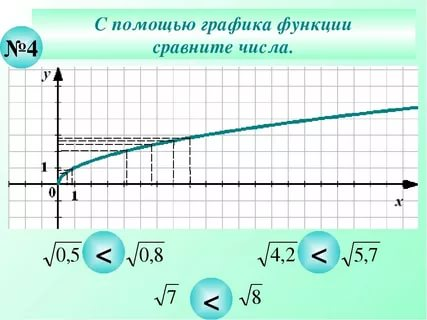 С помощью графика функции
сравните числа.
№4
y
1
0
1
x
√0,5 < √0,8
√4,2 < √5,7
√7 < √8